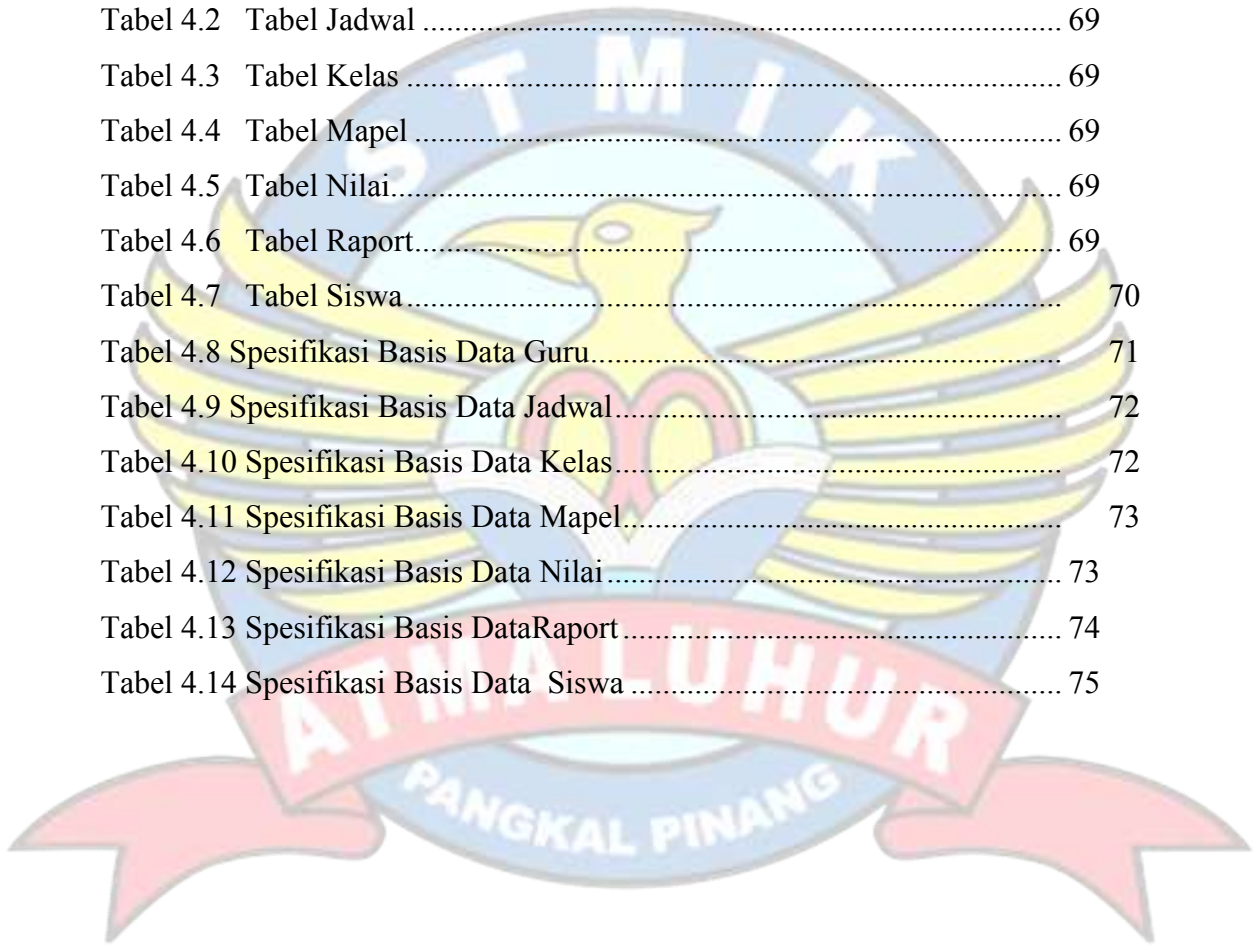 Tabel 4.2 Tabel Jadwal ........................................................................ 69
Tabel 4.3 Tabel Kelas ........................................................................ 69
Tabel 4.4 Tabel Mapel ........................................................................ 69
Tabel 4.5 Tabel Nilai........................................................................ 69
Tabel 4.6 Tabel Raport........................................................................ 69
Tabel 4.7 Tabel Siswa ........................................................................ 70
Tabel 4.8 Spesifikasi Basis Data Guru............................................................ 71
Tabel 4.9 Spesifikasi Basis Data Jadwal......................................................... 72
Tabel 4.10 Spesifikasi Basis Data Kelas......................................................... 72
Tabel 4.11 Spesifikasi Basis Data Mapel........................................................ 73
Tabel 4.12 Spesifikasi Basis Data Nilai .......................................................... 73
Tabel 4.13 Spesifikasi Basis DataRaport ........................................................ 74
Tabel 4.14 Spesifikasi Basis Data  Siswa ....................................................... 75
STMIK
ATMA LUHUR
PANGKAL PINANG